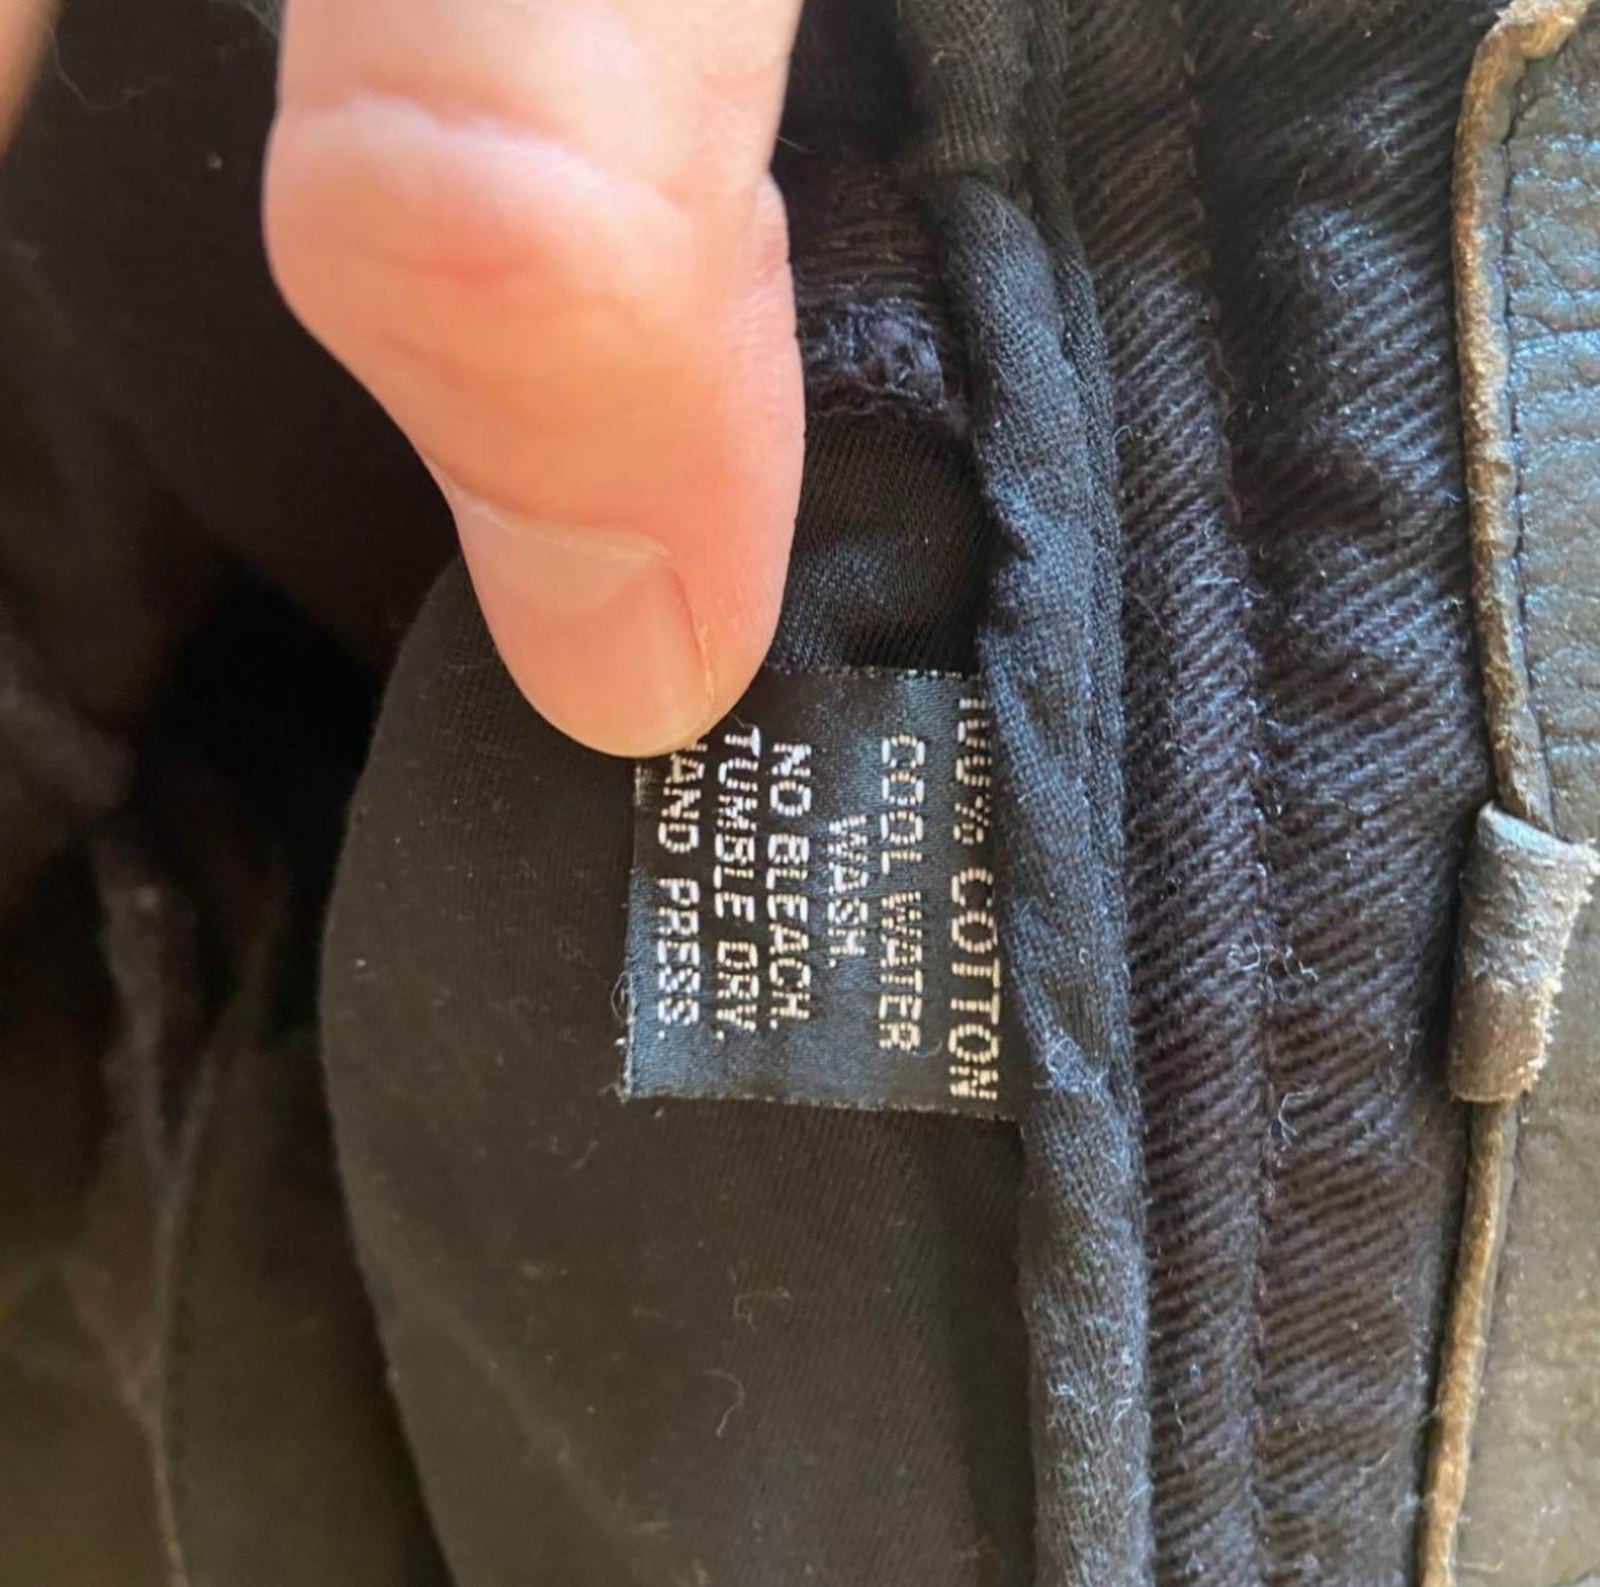 100% COTTON
COOL WATER
WASH.
NO BLEACH.
TUMBLE DRY.
HAND PRESS.